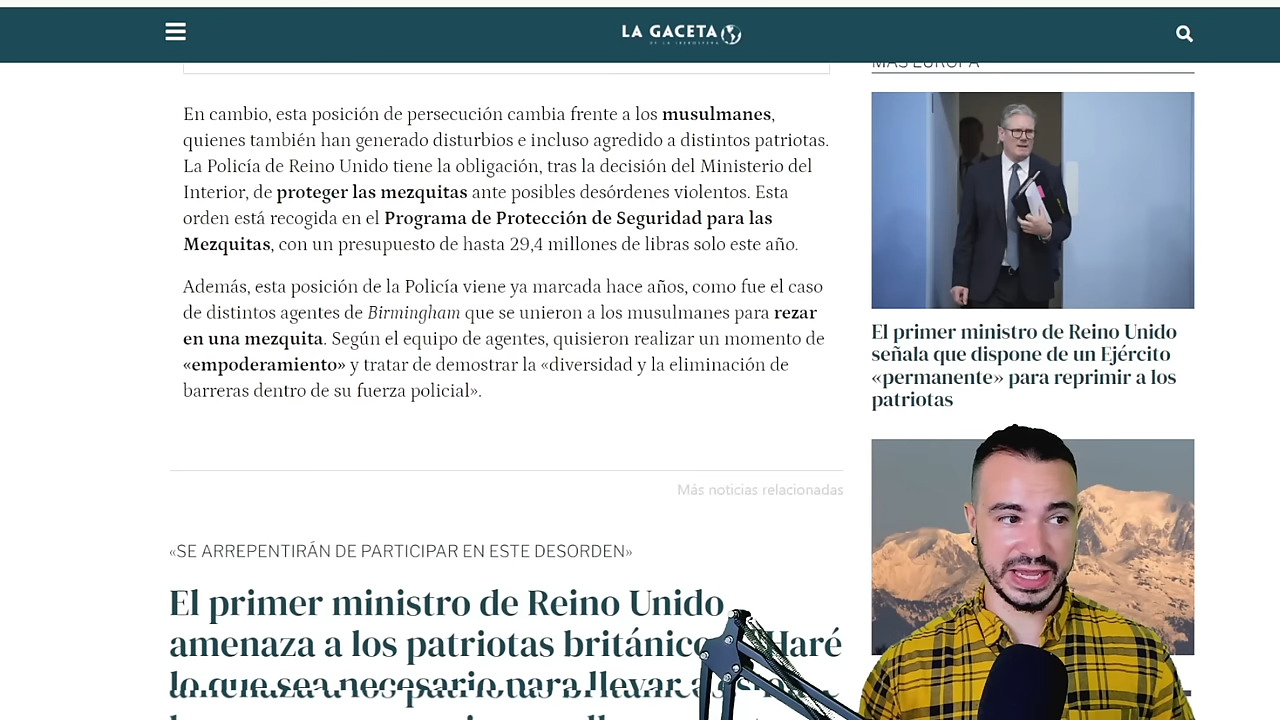 LA GACETA
DE LA IBEROSFERA
MÁS EUROPA
En cambio, esta posición de persecución cambia frente a los musulmanes,
quienes también han generado disturbios e incluso agredido a distintos patriotas.
La Policía de Reino Unido tiene la obligación, tras la decisión del Ministerio del
Interior, de proteger las mezquitas ante posibles desórdenes violentos. Esta
orden está recogida en el Programa de Protección de Seguridad para las
Mezquitas, con un presupuesto de hasta 29,4 millones de libras solo este año.
Además, esta posición de la Policía viene ya marcada hace años, como fue el caso
de distintos agentes de Birmingham que se unieron a los musulmanes para rezar
en una mezquita. Según el equipo de agentes, quisieron realizar un momento de
«empoderamiento» y tratar de demostrar la «diversidad y la eliminación de
barreras dentro de su fuerza policial».
Más noticias relacionadas
«SE ARREPENTIRÁN DE PARTICIPAR EN ESTE DESORDEN»
El primer ministro de Reino Unido
amenaza a los patriotas británico Haré
lo que sea necesario para llevar a
El primer ministro de Reino Unido
señala que dispone de un Ejército
«permanente» para reprimir a los
patriotas